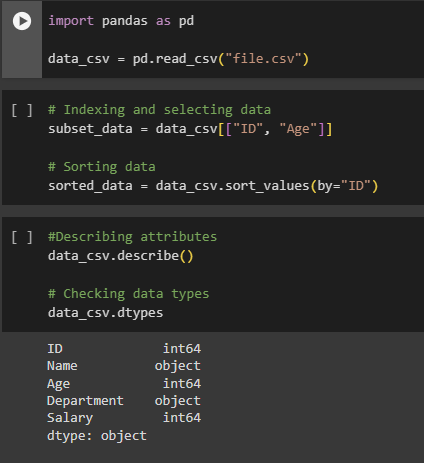 import pandas as pd
data_csv = pd.read_csv("file.csv")
[ ] # Indexing and selecting data
subset_data = data_csv[["ID", "Age"]]
# Sorting data
sorted_data = data_csv.sort_values(by="ID")
[ ] #Describing attributes
data_csv.describe()
# Checking data types
data_csv.dtypes
ID int64
Name object
Age int64
Department object
Salary int64
dtype: object